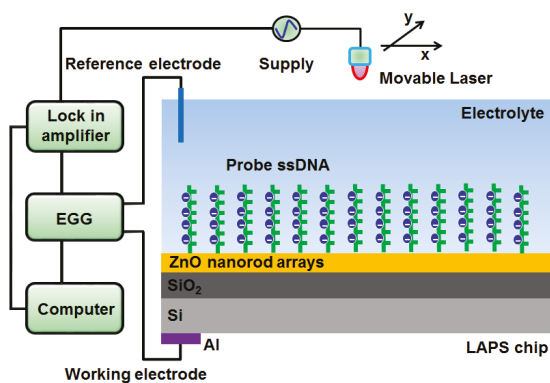 y
x
Reference electrode
Supply
Movable Laser
Lock in
amplifier
Electrolyte
Probe ssDNA
EGG
ZnO nanorod arrays
SiO2
Computer
Si
Al
LAPS chip
Working electrode